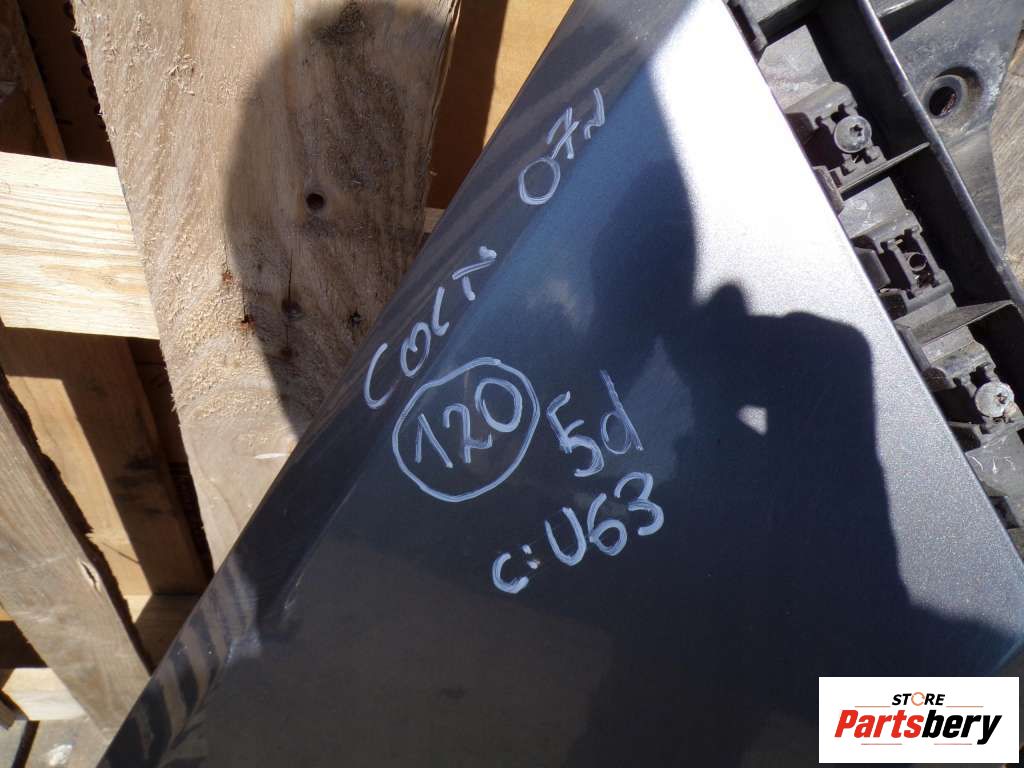 COLT 07R
120
5d
C: U63
STORE
Partsbery